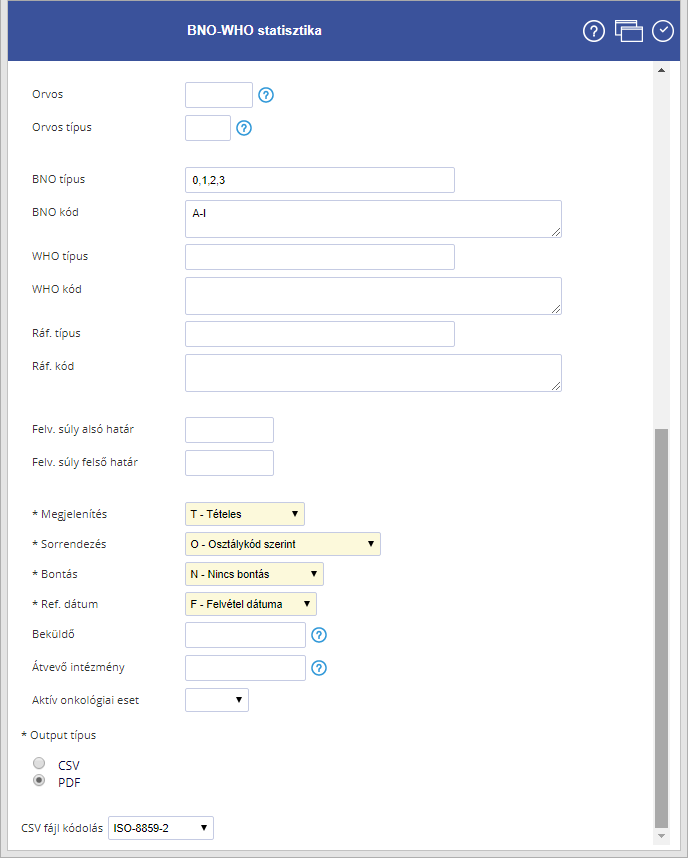 BNO-WHO statisztika
Orvos
Orvos típus
BNO típus 0,1,2,3
BNO kód A-I
WHO típus
WHO kód
Ráf. típus
Ráf. kód
Felv. súly alsó határ
Felv. súly felső határ
* Megjelenítés T - Tételes
* Sorrendezés O - Osztálykód szerint
* Bontás N - Nincs bontás
* Ref. dátum F - Felvétel dátuma
Beküldő
Átvevő intézmény
Aktív onkológiai eset
* Output típus
CSV
PDF
CSV fájl kódolás ISO-8859-2